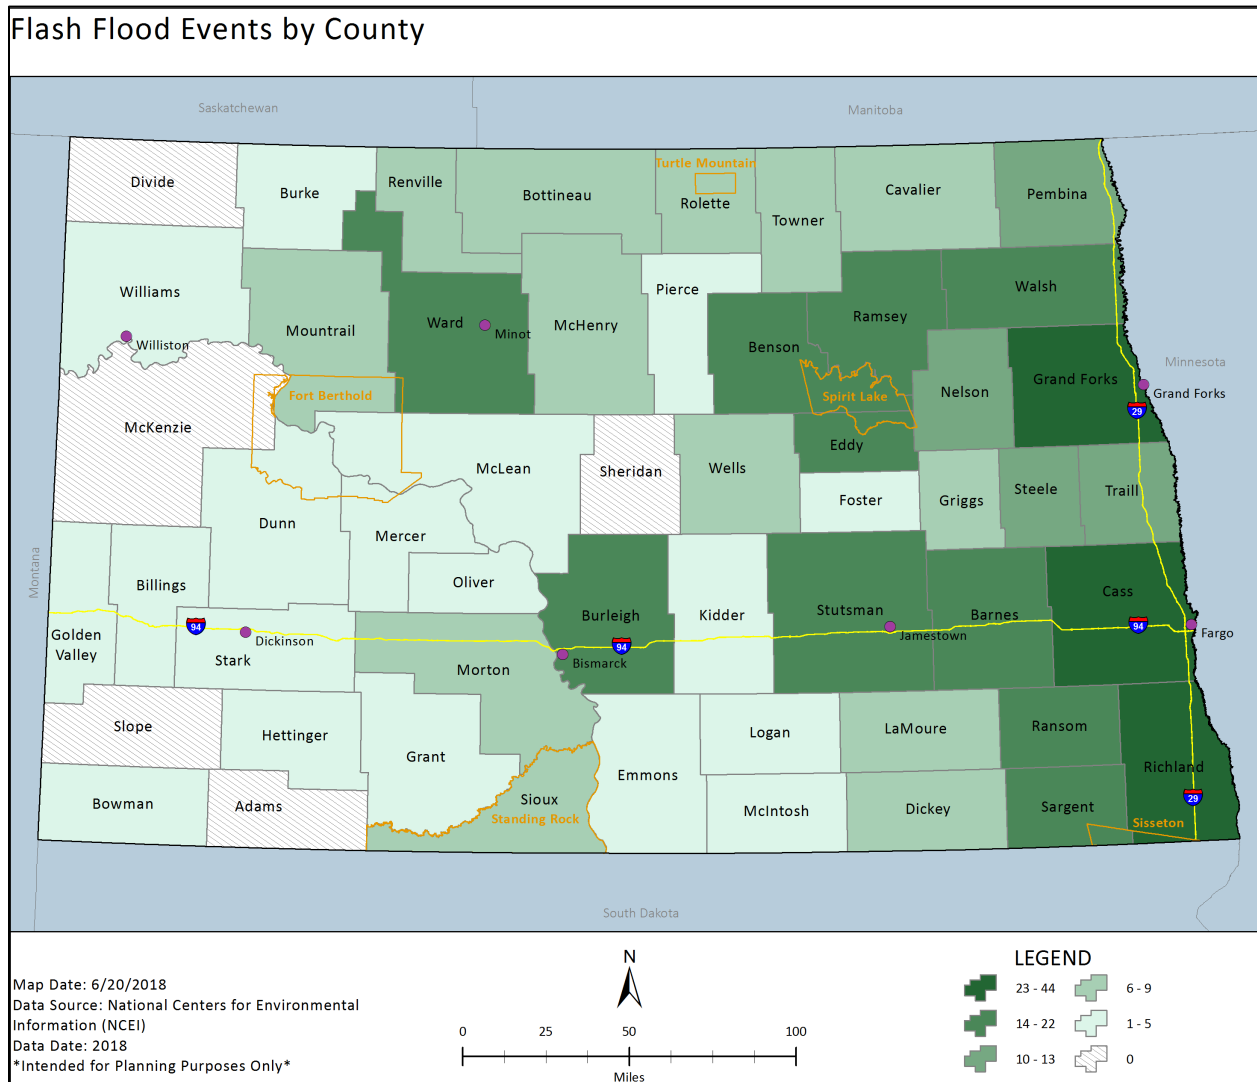 Flash Flood Events by County
Saskatchewan
Manitoba
Turtle Mountain
Divide
Burke
Renville
Bottineau
Rolette
Towner
Cavalier
Pembina
Williams
Pierce
Walsh
Mountrail
Ward
Minot
McHenry
Ramsey
Williston
Benson
Minnesota
Fort Berthold
Spirit Lake
Nelson
Grand Forks
Grand Forks
29
McKenzie
McLean
Sheridan
Wells
Eddy
Foster
Griggs
Steele
Traill
Dunn
Mercer
Montana
Billings
Oliver
Burleigh
Kidder
Stutsman
Barnes
Cass
94
94
94
Golden
Valley
Dickinson
Stark
Morton
Bismarck
Jamestown
Fargo
Slope
Hettinger
Grant
Emmons
Logan
LaMoure
Ransom
Richland
Bowman
Adams
Sioux
Standing Rock
McIntosh
Dickey
Sargent
29
Sisseton
South Dakota
Map Date: 6/20/2018
Data Source: National Centers for Environmental
Information (NCEI)
Data Date: 2018
*Intended for Planning Purposes Only*
N
0 25 50 100
Miles
LEGEND
23 - 44
6 - 9
14 - 22
1 - 5
10 - 13
0